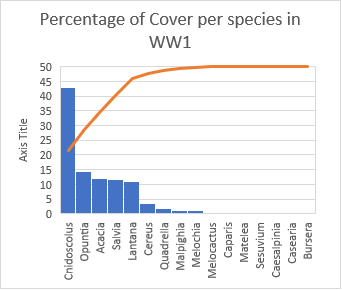 Percentage of Cover per species in
WW1
50
45
40
35
30
25
20
15
10
5
0
Axis Title
Cnidoscolus
Opuntia
Acacia
Salvia
Lantana
Cereus
Quadrella
Malpighia
Melochia
Melocactus
Caparis
Matelea
Sesuvium
Caesalpinia
Casearia
Bursera